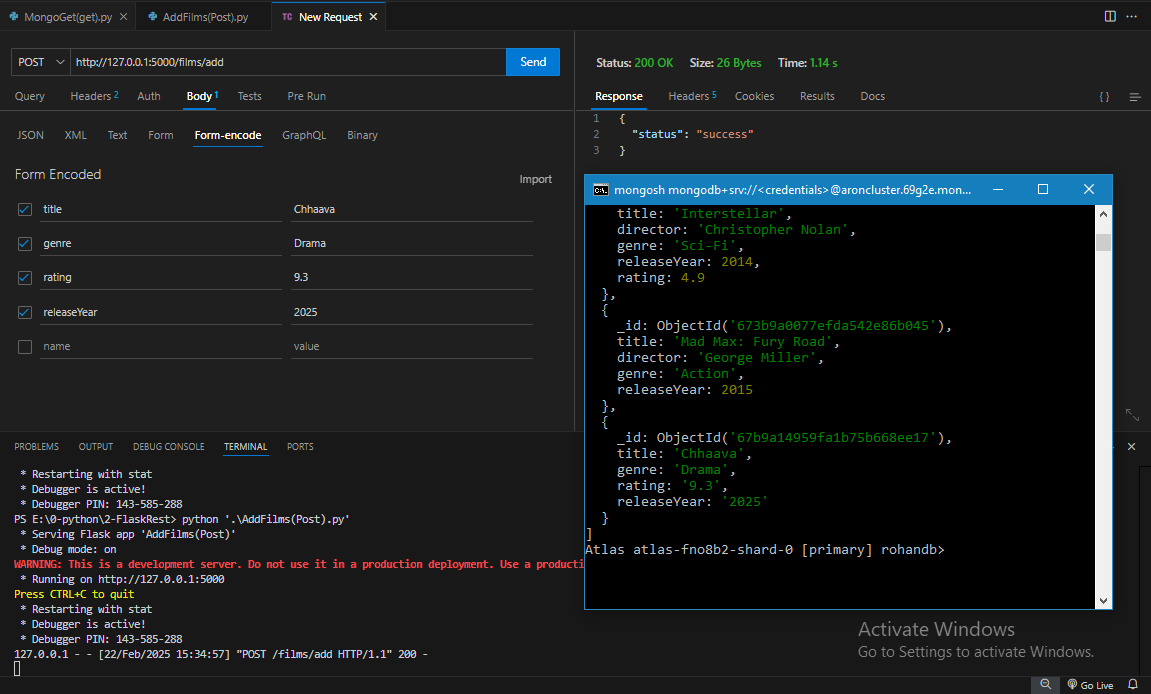 MongoGet(get).py
AddFilms(Post).py
TC New Request
POST http://127.0.0.1:5000/films/add Send
Query Headers 2 Auth Body 1 Tests Pre Run
JSON XML Text Form Form-encode GraphQL Binary
Form Encoded
Import
title Chhaava
genre Drama
rating 9.3
releaseYear 2025
name value
Status: 200 OK Size: 26 Bytes Time: 1.14 s
Response Headers 5 Cookies Results Docs
{ }
1 {
2 "status": "success"
3 }
mongosh mongodb+srv://<credentials>@aroncluster.69g2e.mon...
title: 'Interstellar',
director: 'Christopher Nolan',
genre: 'Sci-Fi',
releaseYear: 2014,
rating: 4.9
},
{
_id: ObjectId('673b9a0077efda542e86b045'),
title: 'Mad Max: Fury Road',
director: 'George Miller',
genre: 'Action',
releaseYear: 2015
},
{
_id: ObjectId('67b9a14959fa1b75b668ee17'),
title: 'Chhaava',
genre: 'Drama',
rating: '9.3',
releaseYear: '2025'
}
]
Atlas atlas-fno8b2-shard-0 [primary] rohandb>
PROBLEMS OUTPUT DEBUG CONSOLE TERMINAL PORTS
* Restarting with stat
* Debugger is active!
* Debugger PIN: 143-585-288
PS E:\0-python\2-FlaskRest> python '.\AddFilms(Post).py'
* Serving Flask app 'AddFilms(Post)'
* Debug mode: on
WARNING: This is a development server. Do not use it in a production deployment. Use a producti
* Running on http://127.0.0.1:5000
Press CTRL+C to quit
* Restarting with stat
* Debugger is active!
* Debugger PIN: 143-585-288
127.0.0.1 - - [22/Feb/2025 15:34:57] "POST /films/add HTTP/1.1" 200 -
Activate Windows
Go to Settings to activate Windows.
Go Live